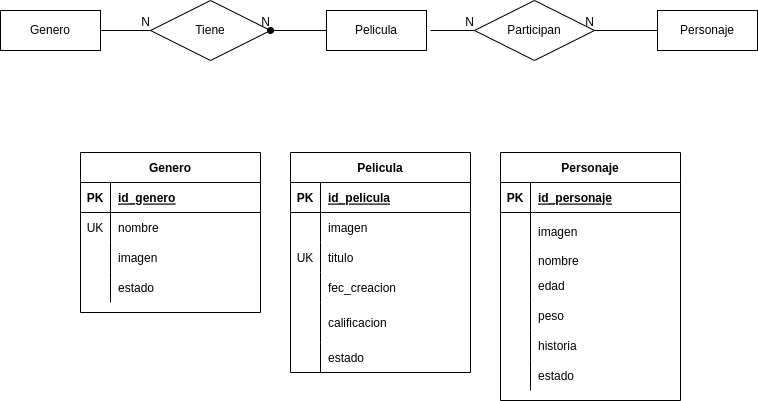 N N N N
Genero Tiene Pelicula Participan Personaje
Genero
PK id_genero
UK nombre
imagen
estado
Pelicula
PK id_pelicula
imagen
UK titulo
fec_creacion
calificacion
estado
Personaje
PK id_personaje
imagen
nombre
edad
peso
historia
estado